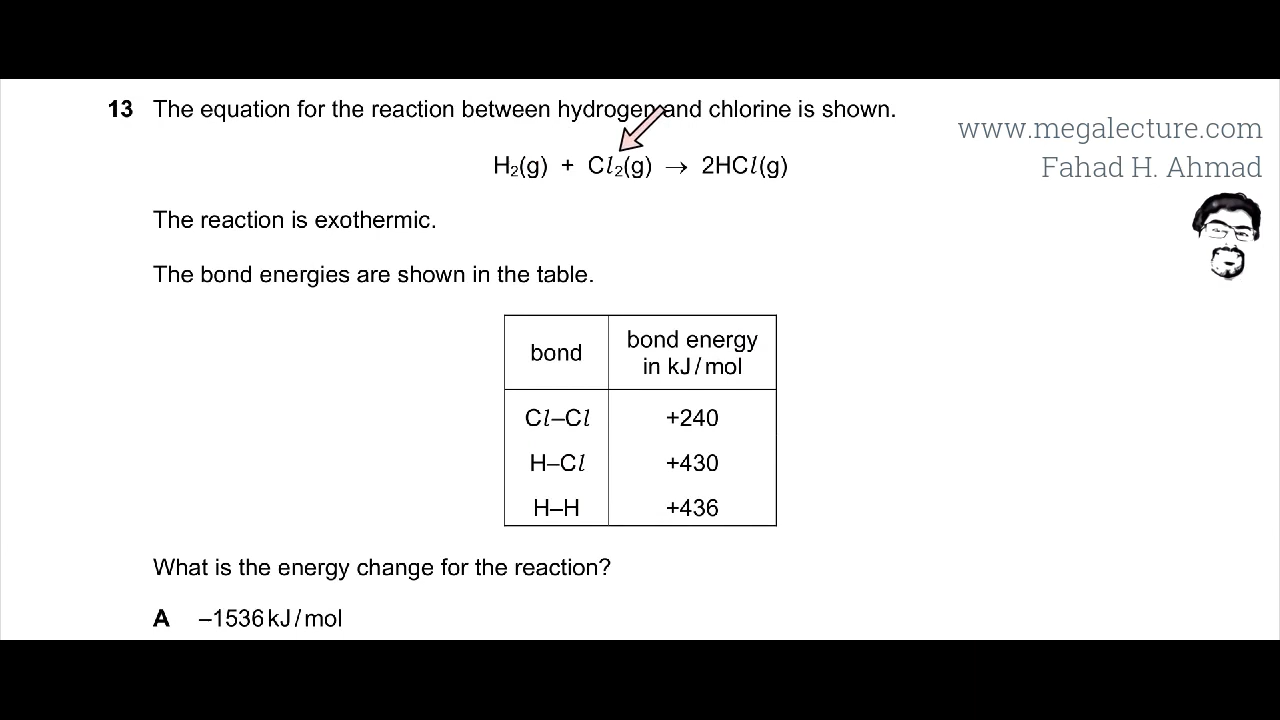 13 The equation for the reaction between hydrogen and chlorine is shown.
www.megalecture.com
Fahad H. Ahmad
H₂(g) + Cl₂(g) → 2HCl(g)
The reaction is exothermic.
The bond energies are shown in the table.
bond bond energy
in kJ/mol
Cl–Cl +240
H–Cl +430
H–H +436
What is the energy change for the reaction?
A –1536 kJ/mol